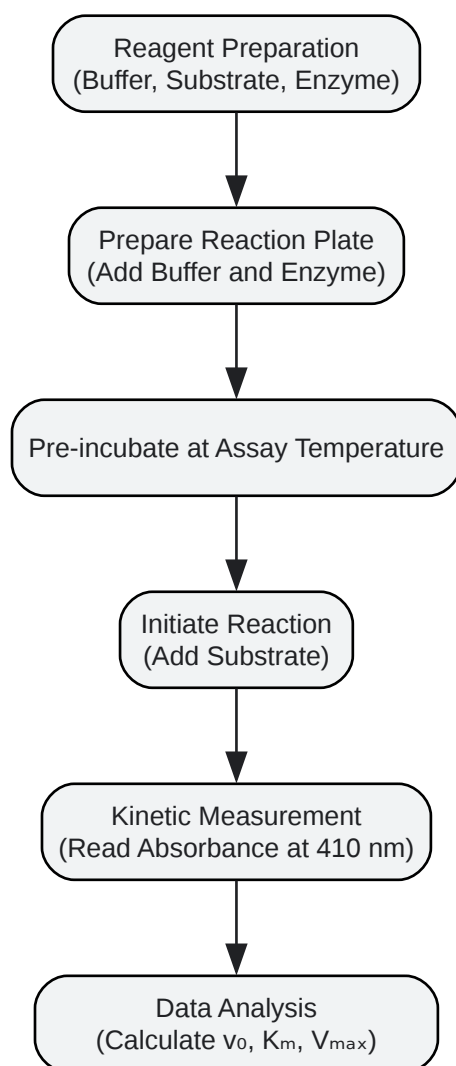 Reagent Preparation
(Buffer, Substrate, Enzyme)
Prepare Reaction Plate
(Add Buffer and Enzyme)
Pre-incubate at Assay Temperature
Initiate Reaction
(Add Substrate)
Kinetic Measurement
(Read Absorbance at 410 nm)
Data Analysis
(Calculate v₀, Kₘ, Vₘₐₓ)